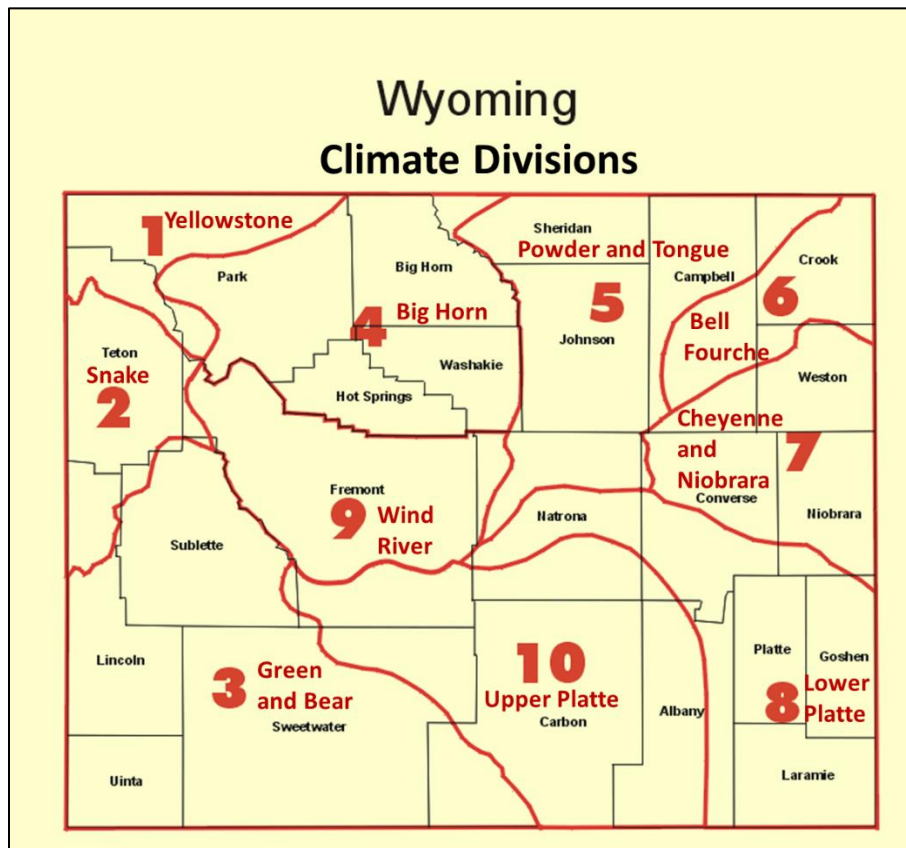 Wyoming
Climate Divisions
1 Yellowstone
Sheridan
Powder and Tongue
Crook
Park
Big Horn
Campbell
4 Big Horn
5
6
Johnson
Bell
Fourche
Teton
Snake
2
Washakie
Hot Springs
Weston
Cheyenne
and
Niobrara
7
Fremont
9 Wind
River
Natrona
Converse
Niobrara
Sublette
Lincoln
3 Green
and Bear
Sweetwater
10
Upper Platte
Carbon
Albany
Platte
Goshen
8 Lower
Platte
Uinta
Laramie